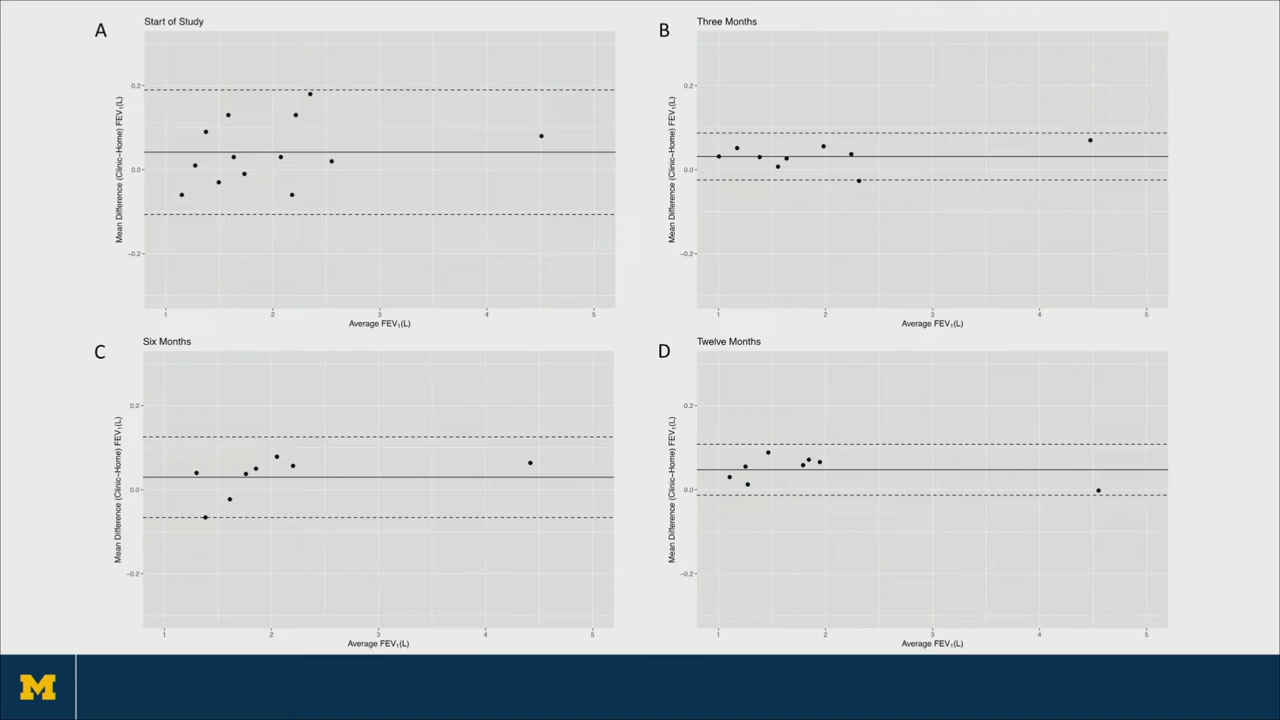 A
Start of Study
Mean Difference (Clinic−Home) FEV1(L)
0.2
0.0
−0.2
1 2 3 4 5
Average FEV1(L)
B
Three Months
Mean Difference (Clinic−Home) FEV1(L)
0.2
0.0
−0.2
1 2 3 4 5
Average FEV1(L)
C
Six Months
Mean Difference (Clinic−Home) FEV1(L)
0.2
0.0
−0.2
1 2 3 4 5
Average FEV1(L)
D
Twelve Months
Mean Difference (Clinic−Home) FEV1(L)
0.2
0.0
−0.2
1 2 3 4 5
Average FEV1(L)
M